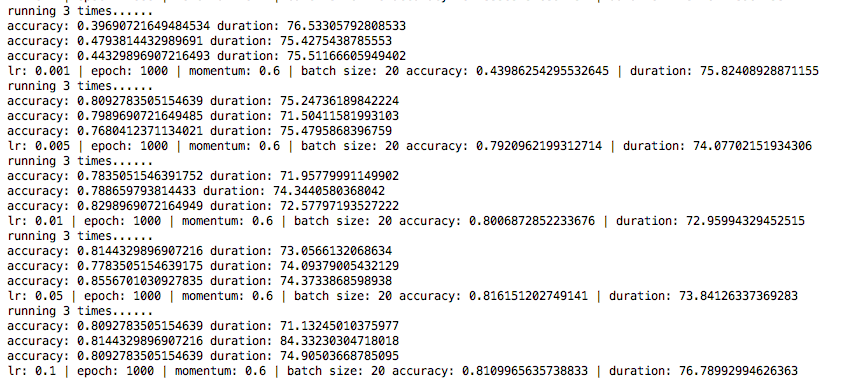 running 3 times......
accuracy: 0.39690721649484534 duration: 76.53305792808533
accuracy: 0.4793814432989691 duration: 75.4275438785553
accuracy: 0.44329896907216493 duration: 75.51166605949402
lr: 0.001 | epoch: 1000 | momentum: 0.6 | batch size: 20 accuracy: 0.43986254295532645 | duration: 75.82408928871155
running 3 times......
accuracy: 0.8092783505154639 duration: 75.24736189842224
accuracy: 0.7989690721649485 duration: 71.50411581993103
accuracy: 0.7680412371134021 duration: 75.4795868396759
lr: 0.005 | epoch: 1000 | momentum: 0.6 | batch size: 20 accuracy: 0.7920962199312714 | duration: 74.07702151934306
running 3 times......
accuracy: 0.7835051546391752 duration: 71.95779991149902
accuracy: 0.788659793814433 duration: 74.3440580368042
accuracy: 0.8298969072164949 duration: 72.57797193527222
lr: 0.01 | epoch: 1000 | momentum: 0.6 | batch size: 20 accuracy: 0.8006872852233676 | duration: 72.95994329452515
running 3 times......
accuracy: 0.8144329896907216 duration: 73.0566132068634
accuracy: 0.7783505154639175 duration: 74.09379005432129
accuracy: 0.8556701030927835 duration: 74.3733868598938
lr: 0.05 | epoch: 1000 | momentum: 0.6 | batch size: 20 accuracy: 0.816151202749141 | duration: 73.84126337369283
running 3 times......
accuracy: 0.8092783505154639 duration: 71.13245010375977
accuracy: 0.8144329896907216 duration: 84.33230304718018
accuracy: 0.8092783505154639 duration: 74.90503668785095
lr: 0.1 | epoch: 1000 | momentum: 0.6 | batch size: 20 accuracy: 0.8109965635738833 | duration: 76.78992994626363